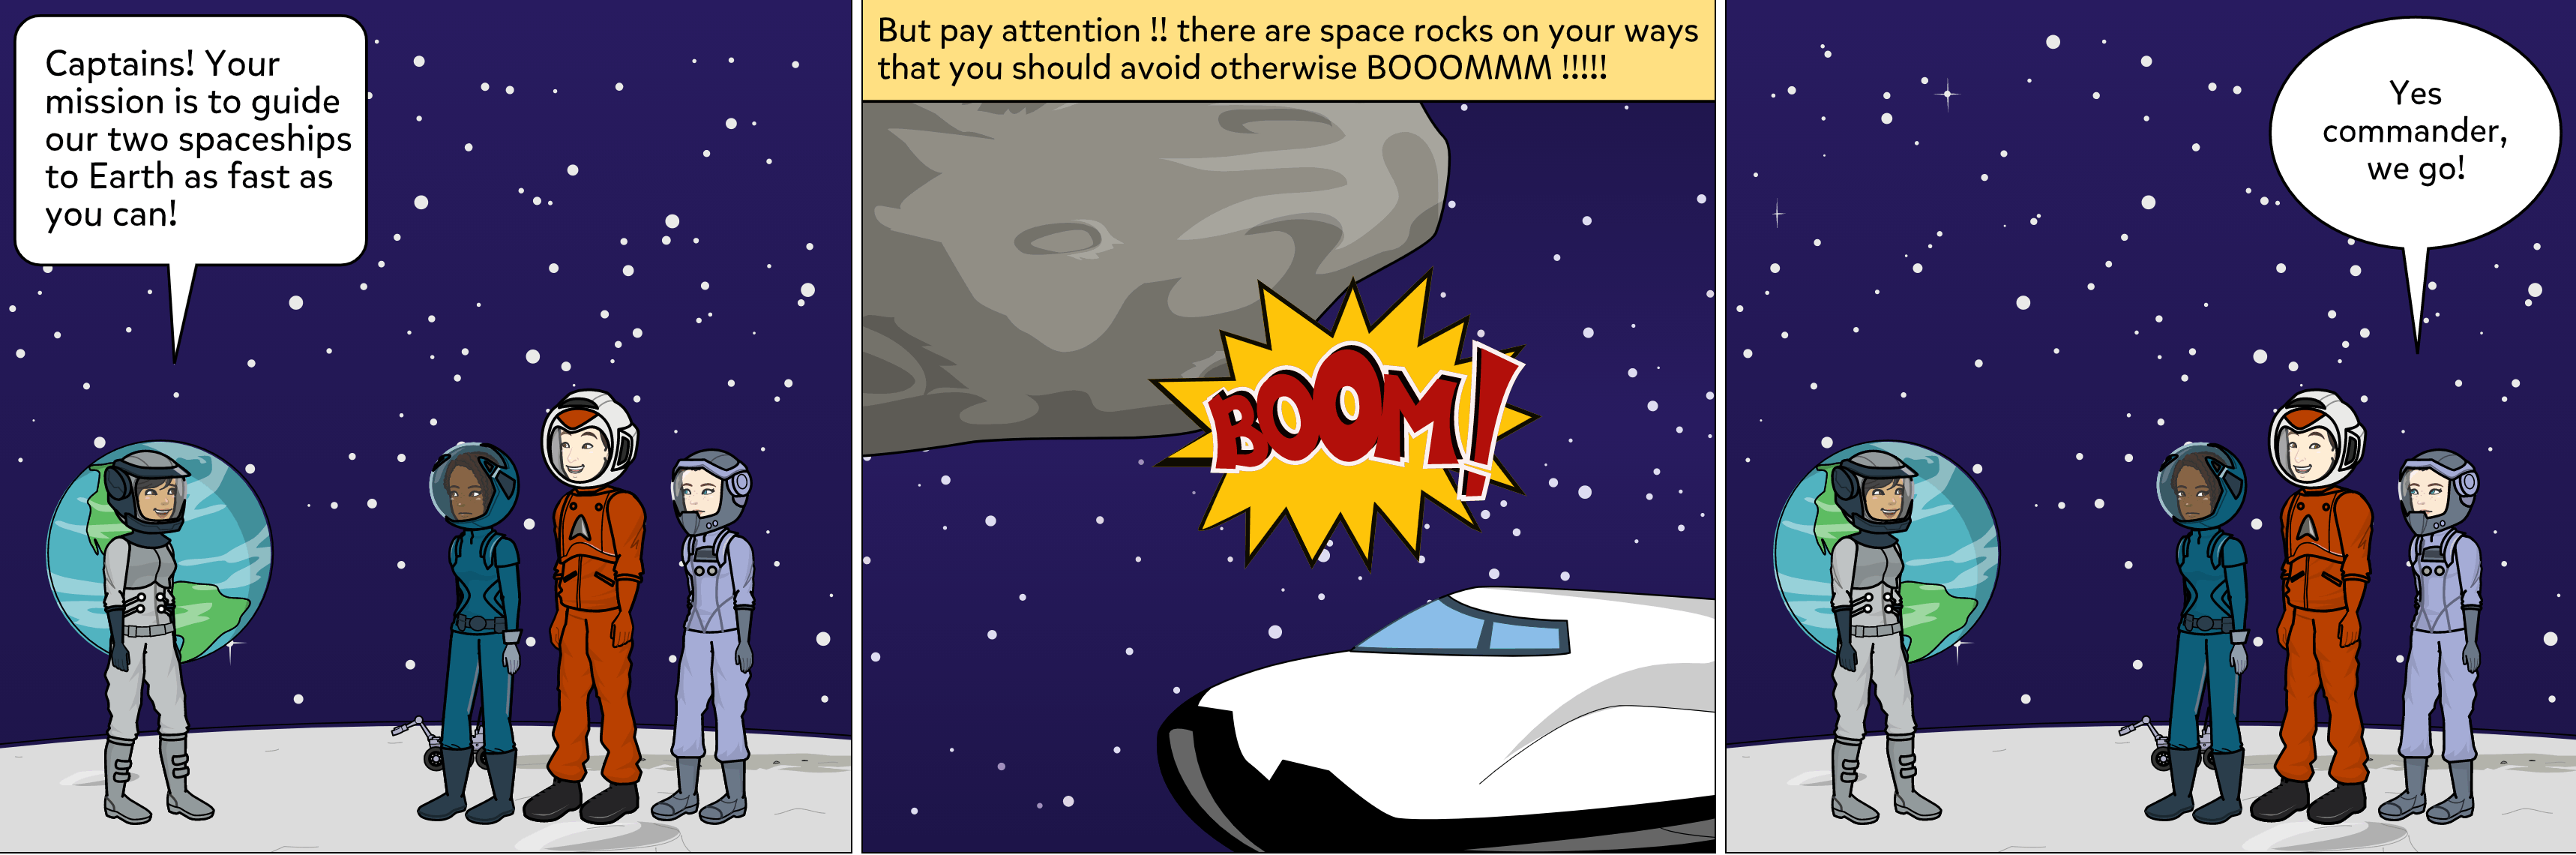 Captains! Your
mission is to guide
our two spaceships
to Earth as fast as
you can!
But pay attention !! there are space rocks on your ways
that you should avoid otherwise BOOOMMM !!!!!
BOOM!
Yes
commander,
we go!